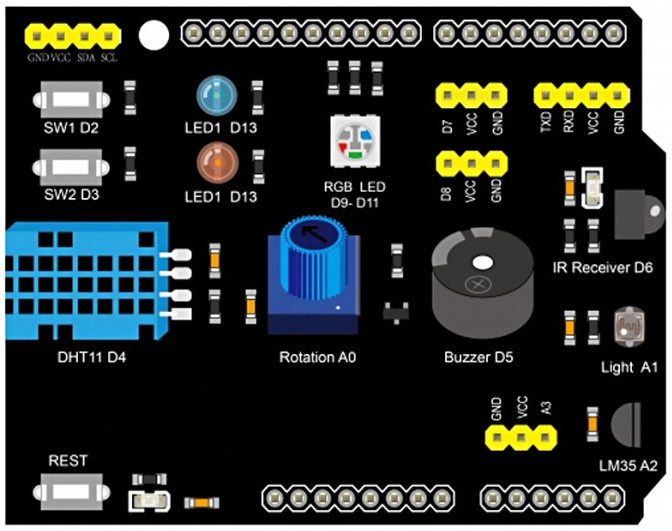 GND VCC SDA SCL
SW1 D2
LED1 D13
D7 VCC GND
TXD RXD VCC GND
SW2 D3
LED1 D13
RGB LED
D9- D11
D8 VCC GND
IR Receiver D6
DHT11 D4
Rotation A0
Buzzer D5
Light A1
GND VCC A3
REST
LM35 A2